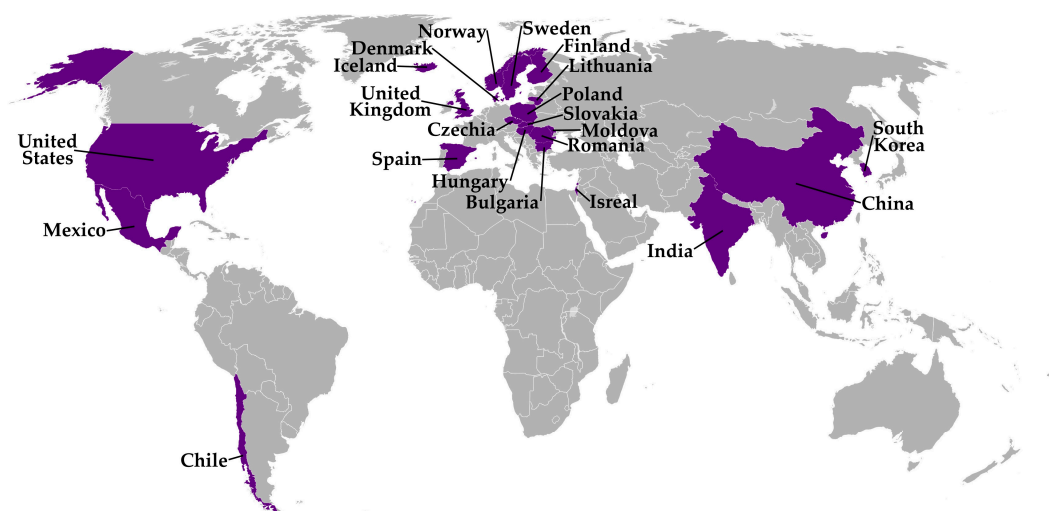 Norway
Sweden
Denmark
Finland
Iceland
Lithuania
United
Kingdom
Poland
Slovakia
Czechia
Moldova
Romania
South
Korea
United
States
Spain
Hungary
Bulgaria
Isreal
China
Mexico
India
Chile